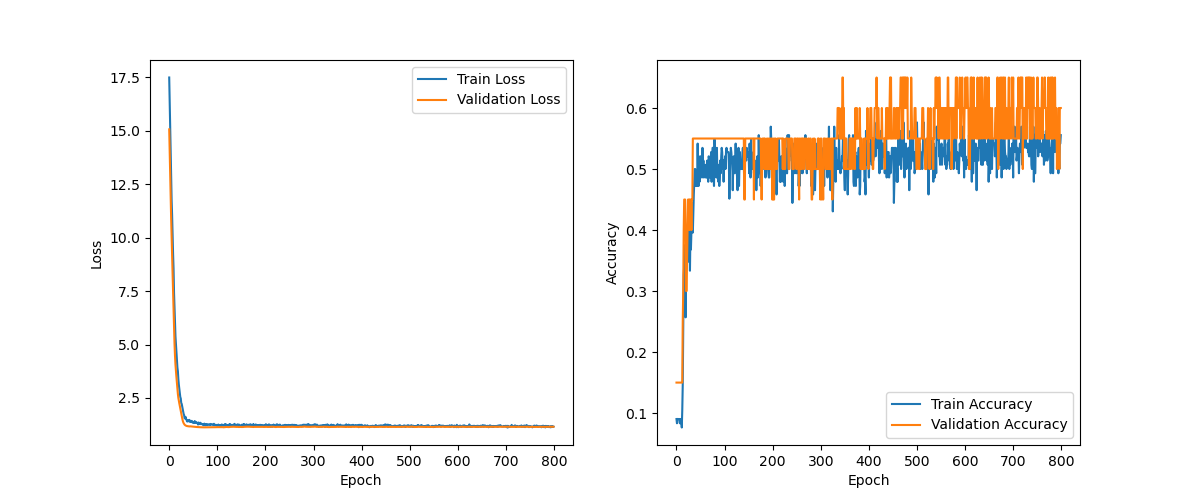 17.5
15.0
12.5
10.0
7.5
5.0
2.5
Loss
0 100 200 300 400 500 600 700 800
Epoch
Train Loss
Validation Loss
0.6
0.5
0.4
0.3
0.2
0.1
Accuracy
0 100 200 300 400 500 600 700 800
Epoch
Train Accuracy
Validation Accuracy